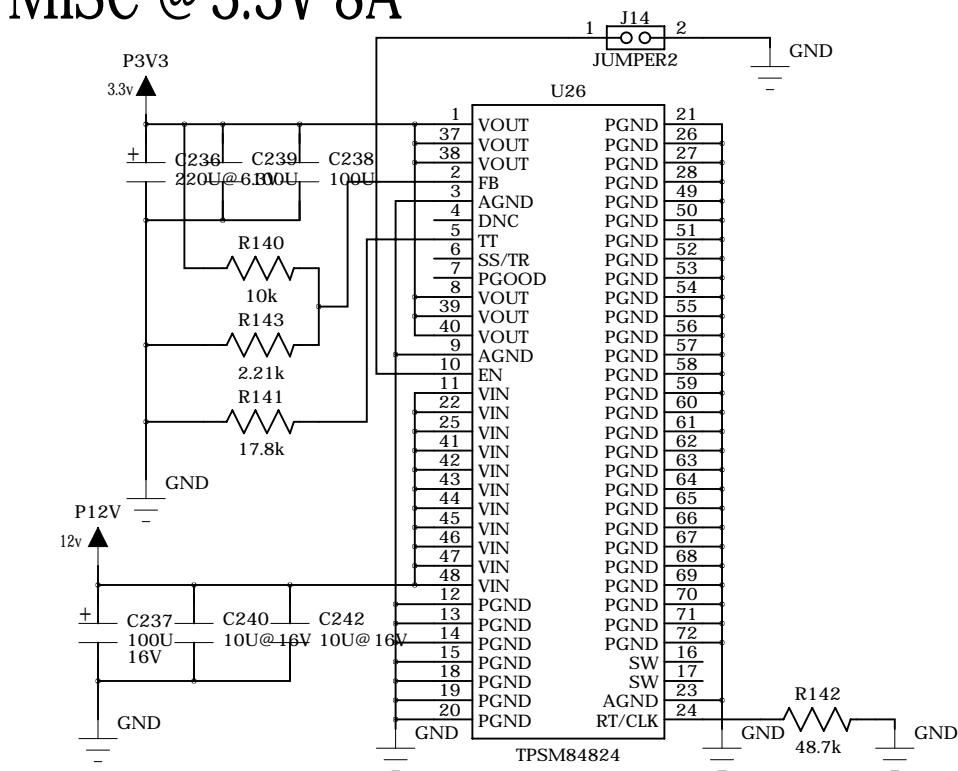 MISC @ 3.3V 8A
J14
1
2
JUMPER2
GND
P3V3
3.3v
U26
C236
220U@6.3V
C239
100U
C238
100U
R140
10k
R143
2.21k
R141
17.8k
GND
1 VOUT
37 VOUT
38 VOUT
2 FB
3 AGND
4 DNC
5 TT
6 SS/TR
7 PGOOD
8 VOUT
39 VOUT
40 VOUT
9 AGND
10 EN
11 VIN
22 VIN
25 VIN
41 VIN
42 VIN
43 VIN
44 VIN
45 VIN
46 VIN
47 VIN
48 VIN
12 PGND
13 PGND
14 PGND
15 PGND
18 PGND
19 PGND
20 PGND
PGND 21
PGND 26
PGND 27
PGND 28
PGND 49
PGND 50
PGND 51
PGND 52
PGND 53
PGND 54
PGND 55
PGND 56
PGND 57
PGND 58
PGND 59
PGND 60
PGND 61
PGND 62
PGND 63
PGND 64
PGND 65
PGND 66
PGND 67
PGND 68
PGND 69
PGND 70
PGND 71
PGND 72
SW 16
SW 17
AGND 23
RT/CLK 24
TPSM84824
P12V
12v
+
+
C237
100U
16V
C240
10U@16V
C242
10U@16V
GND
GND
GND
R142
48.7k
GND